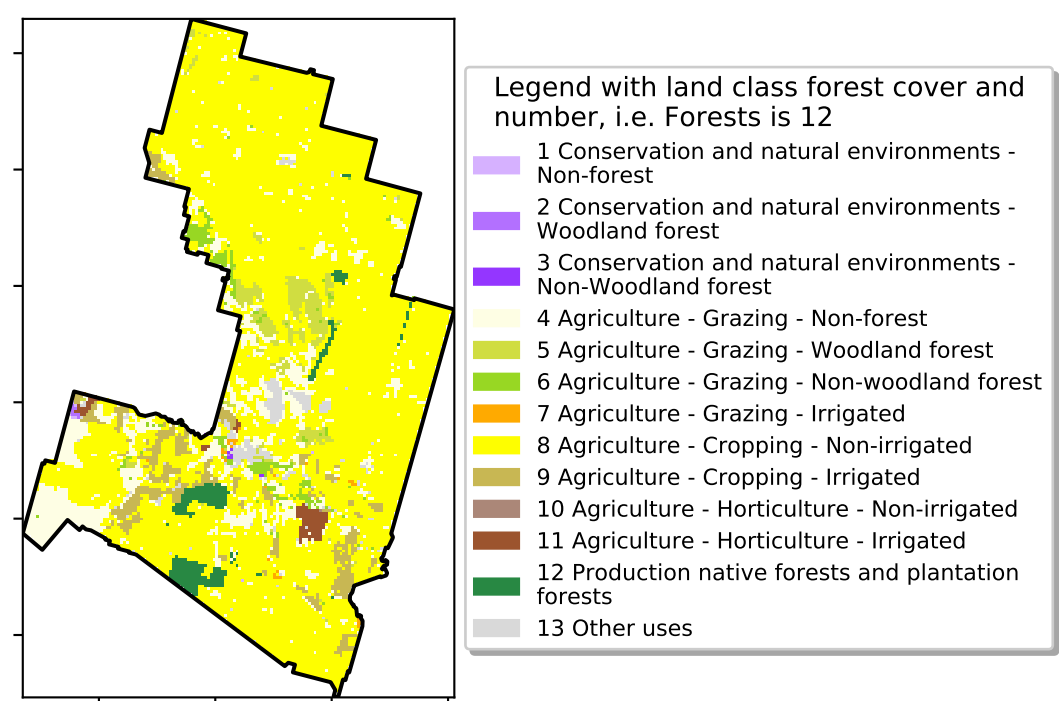 Legend with land class forest cover and
number, i.e. Forests is 12
1 Conservation and natural environments -
Non-forest
2 Conservation and natural environments -
Woodland forest
3 Conservation and natural environments -
Non-Woodland forest
4 Agriculture - Grazing - Non-forest
5 Agriculture - Grazing - Woodland forest
6 Agriculture - Grazing - Non-woodland forest
7 Agriculture - Grazing - Irrigated
8 Agriculture - Cropping - Non-irrigated
9 Agriculture - Cropping - Irrigated
10 Agriculture - Horticulture - Non-irrigated
11 Agriculture - Horticulture - Irrigated
12 Production native forests and plantation
forests
13 Other uses